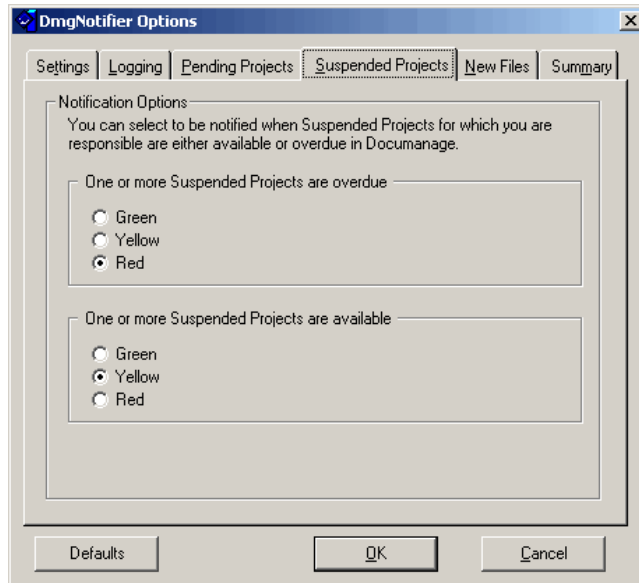 DmgNotifier Options
Settings Logging Pending Projects Suspended Projects New Files Summary
Notification Options
You can select to be notified when Suspended Projects for which you are
responsible are either available or overdue in Documanage.
One or more Suspended Projects are overdue
Green
Yellow
Red
One or more Suspended Projects are available
Green
Yellow
Red
Defaults OK Cancel